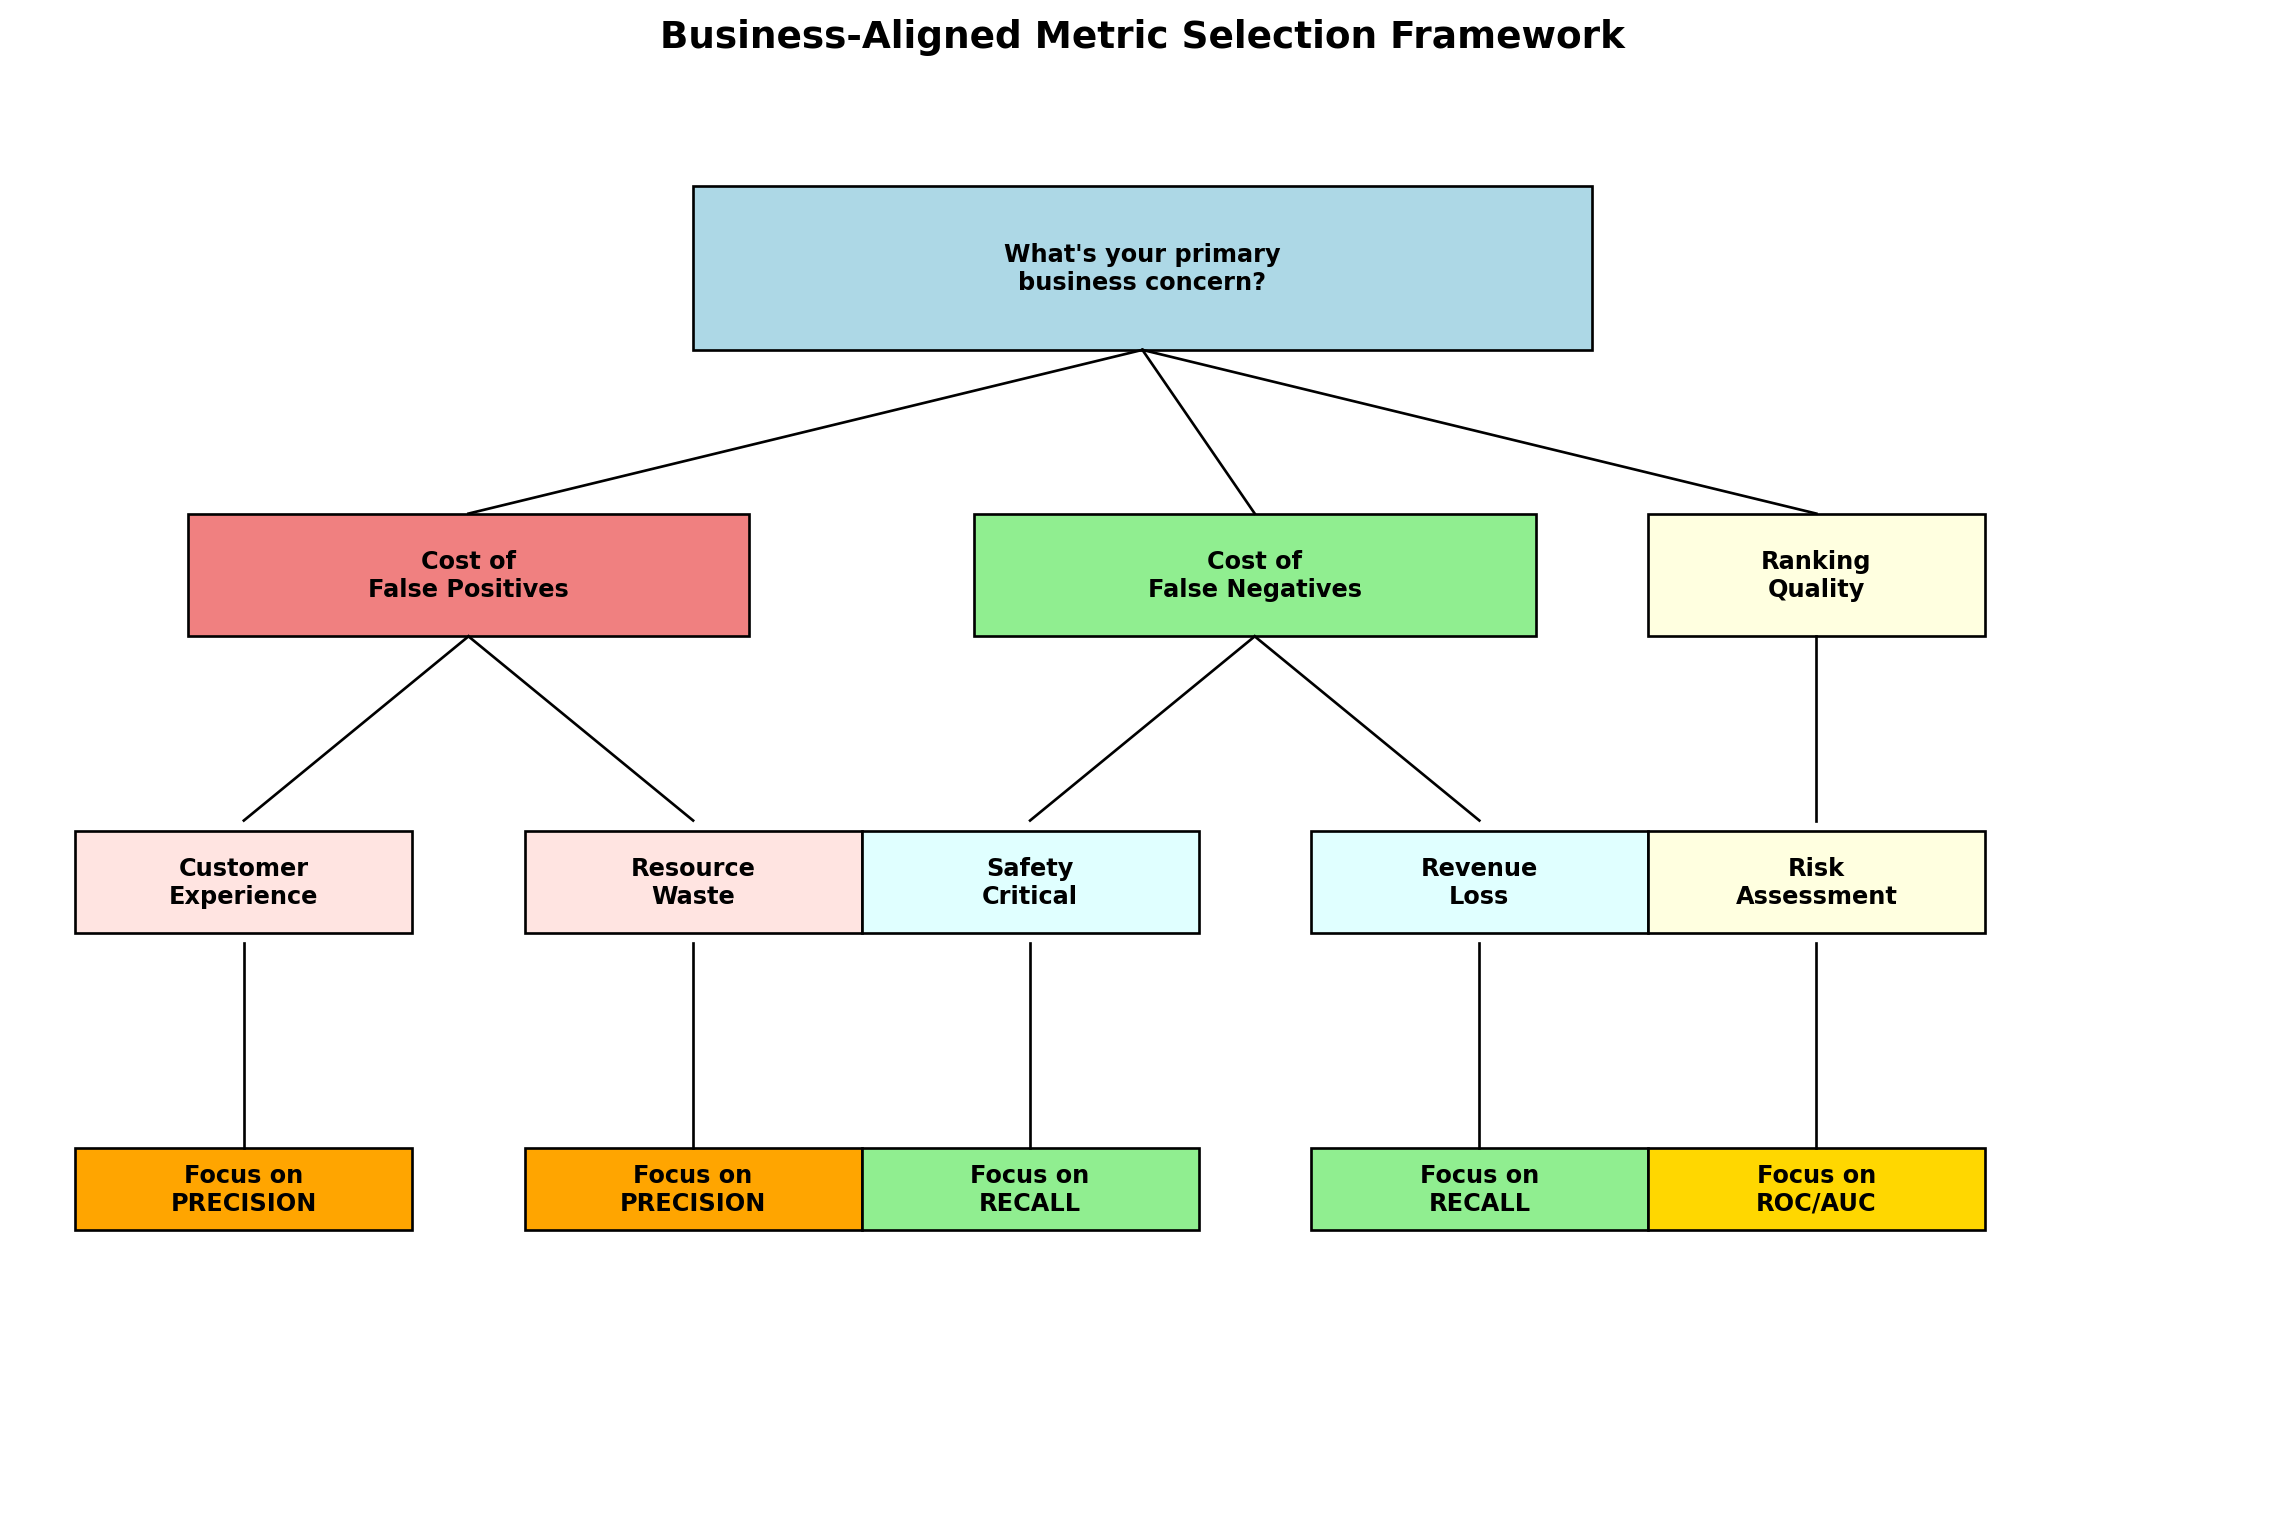 Business-Aligned Metric Selection Framework
What's your primary
business concern?
Cost of
False Positives
Cost of
False Negatives
Ranking
Quality
Customer
Experience
Resource
Waste
Safety
Critical
Revenue
Loss
Risk
Assessment
Focus on
PRECISION
Focus on
PRECISION
Focus on
RECALL
Focus on
RECALL
Focus on
ROC/AUC